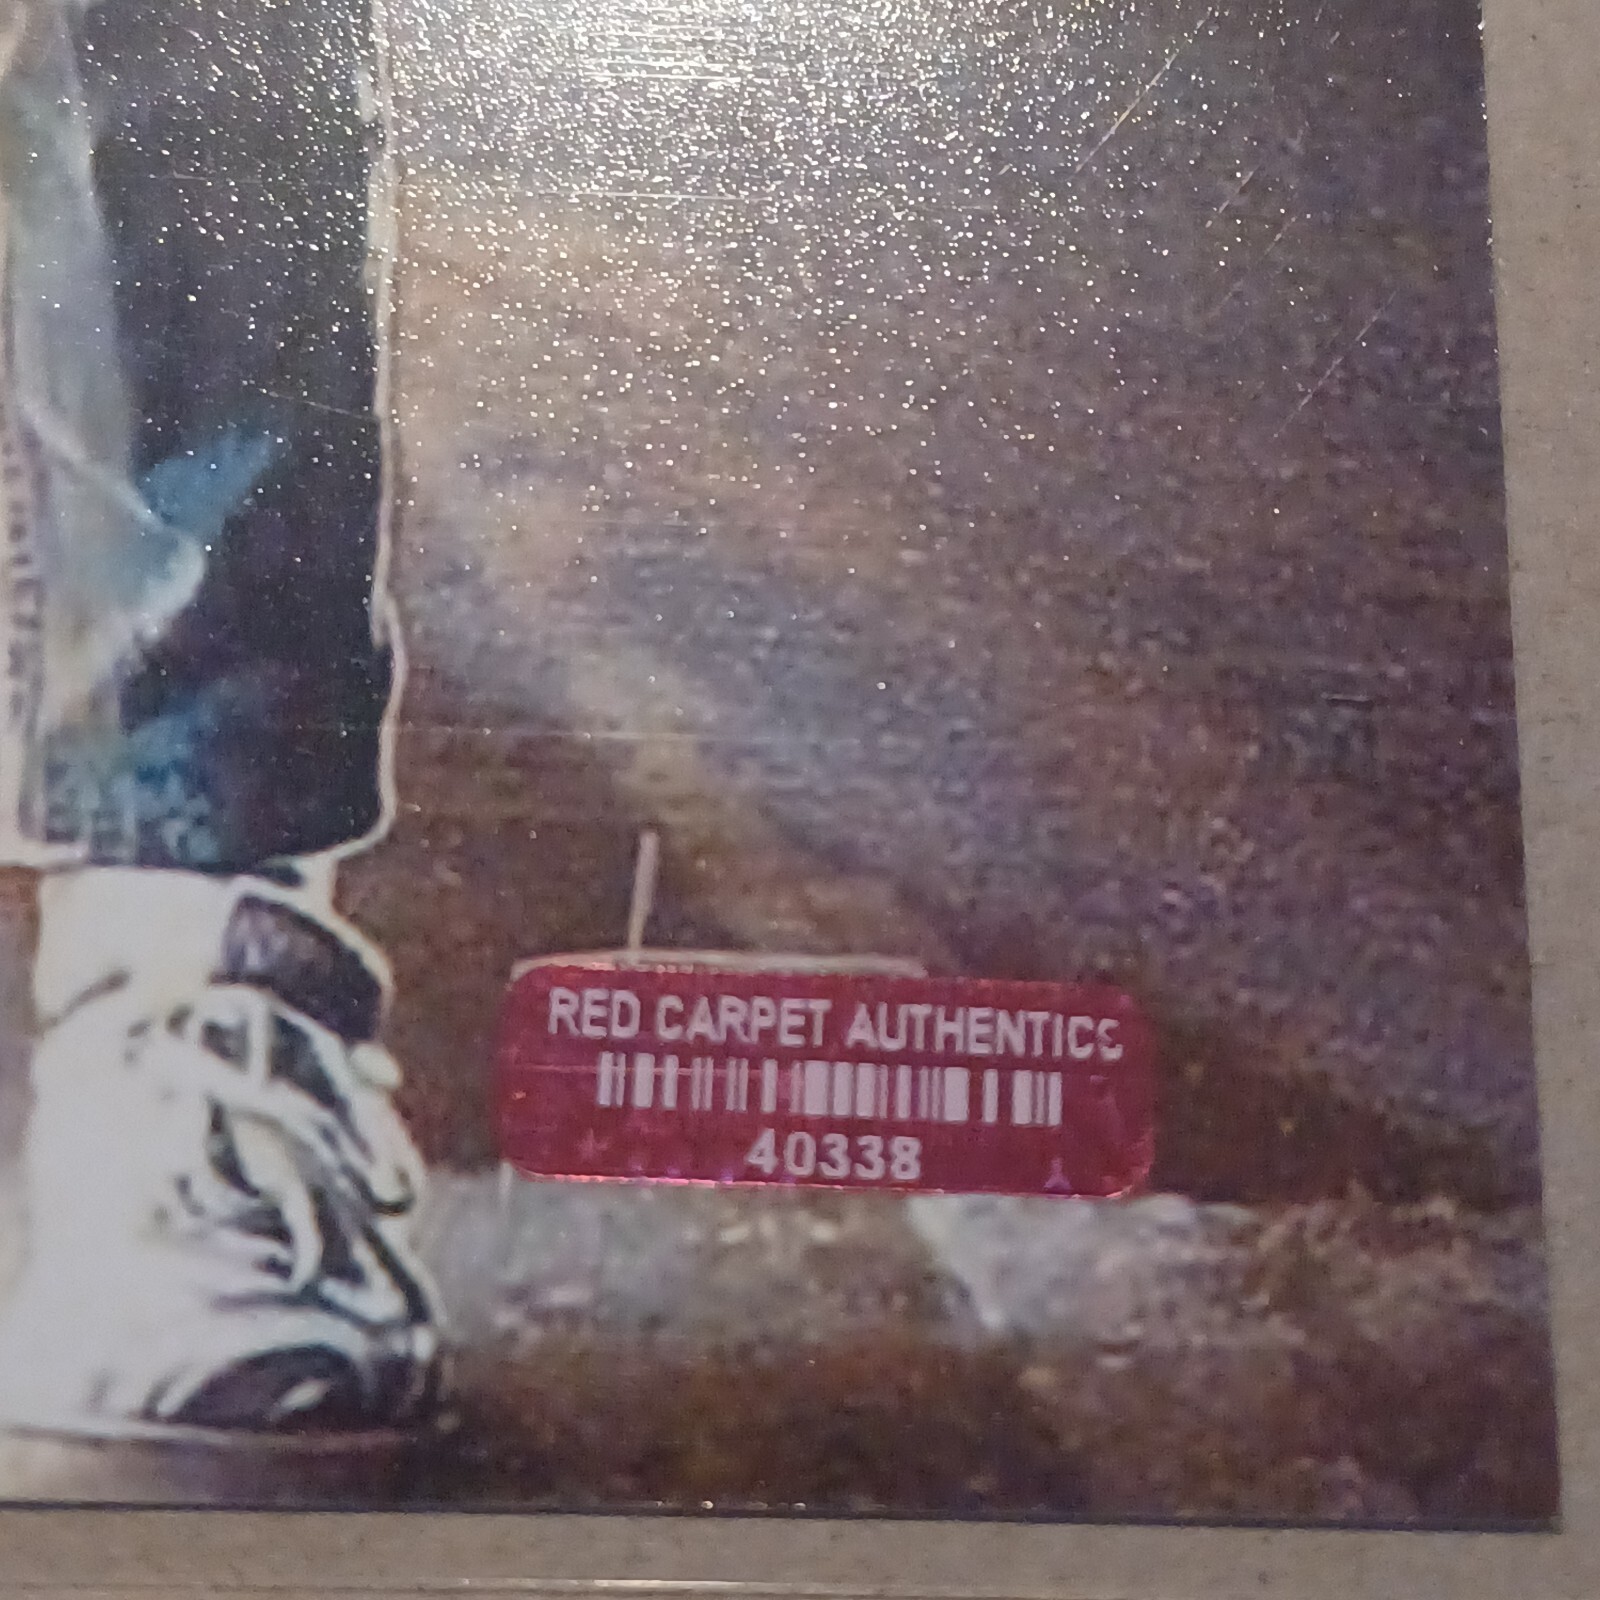 RED CARPET AUTHENTICS
40338